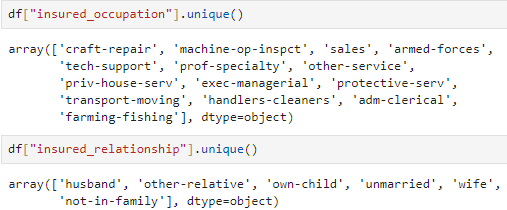 df["insured_occupation"].unique()
array(['craft-repair', 'machine-op-inspct', 'sales', 'armed-forces',
'tech-support', 'prof-specialty', 'other-service',
'priv-house-serv', 'exec-managerial', 'protective-serv',
'transport-moving', 'handlers-cleaners', 'adm-clerical',
'farming-fishing'], dtype=object)
df["insured_relationship"].unique()
array(['husband', 'other-relative', 'own-child', 'unmarried', 'wife',
'not-in-family'], dtype=object)